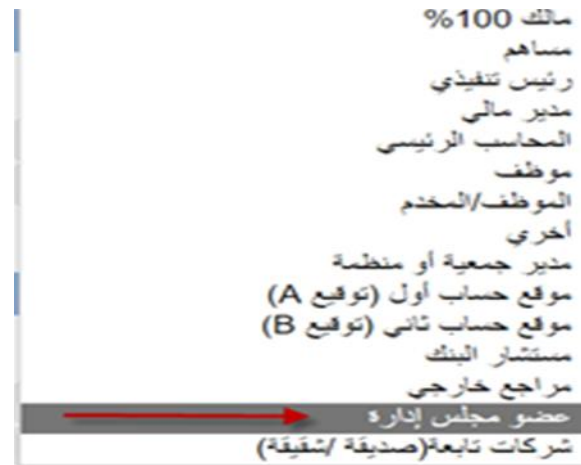 مالك 100%
مساهم
رئيس تنفيذي
مدير مالي
المحاسب الرئيسي
موظف
الموظف/المخدم
أخري
مدير جمعية أو منظمة
موقع حساب أول (توقيع A)
موقع حساب ثاني (توقيع B)
مستشار البنك
مراجع خارجي
عضو مجلس إدارة
شركات تابعة(صديقة /شقيقة)